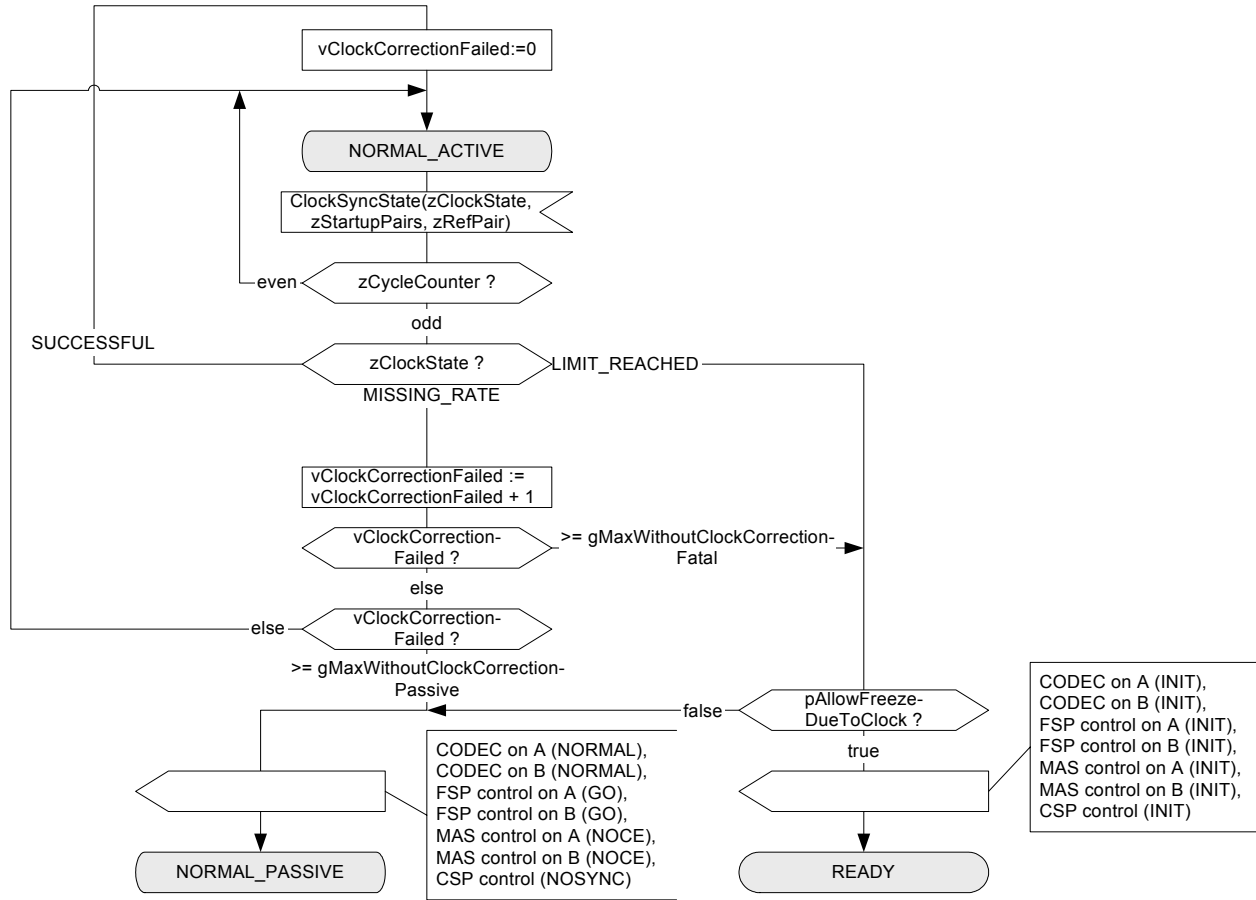 vClockCorrectionFailed:=0
NORMAL_ACTIVE
ClockSyncState(zClockState,
zStartupPairs, zRefPair)
even
zCycleCounter ?
odd
SUCCESSFUL
zClockState ?
LIMIT_REACHED
MISSING_RATE
vClockCorrectionFailed :=
vClockCorrectionFailed + 1
vClockCorrection-
Failed ?
>= gMaxWithoutClockCorrection-
Fatal
else
else
vClockCorrection-
Failed ?
>= gMaxWithoutClockCorrection-
Passive
false
pAllowFreeze-
DueToClock ?
true
CODEC on A (INIT),
CODEC on B (INIT),
FSP control on A (INIT),
FSP control on B (INIT),
MAS control on A (INIT),
MAS control on B (INIT),
CSP control (INIT)
CODEC on A (NORMAL),
CODEC on B (NORMAL),
FSP control on A (GO),
FSP control on B (GO),
MAS control on A (NOCE),
MAS control on B (NOCE),
CSP control (NOSYNC)
NORMAL_PASSIVE
READY